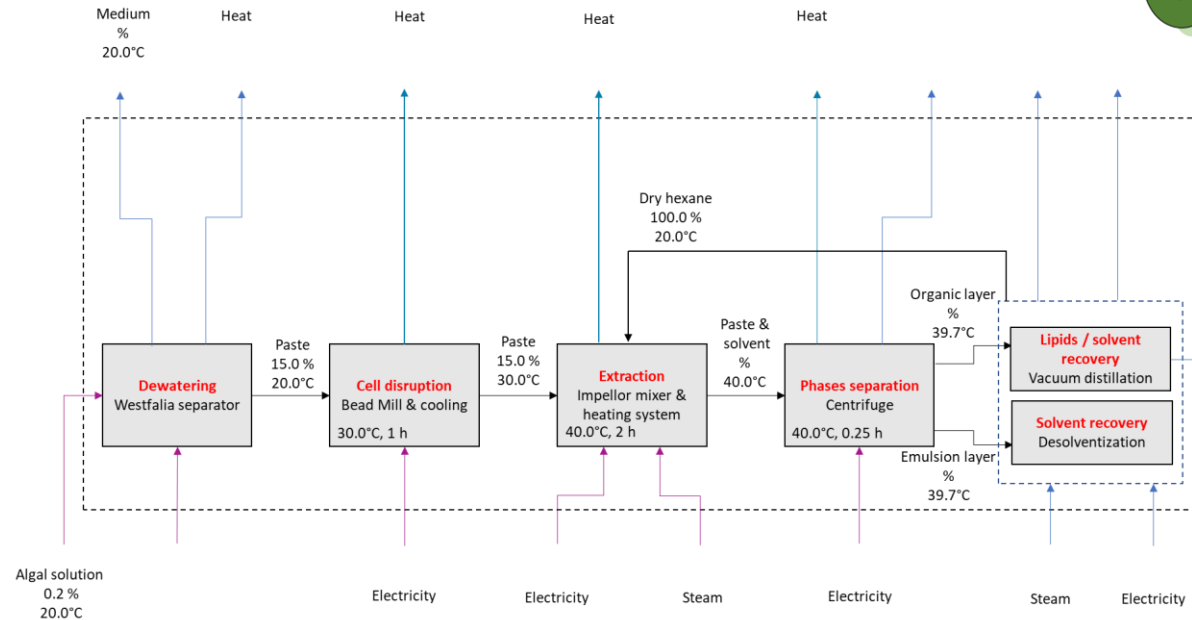 Medium
%
20.0°C
Heat
Heat
Heat
Heat
Dry hexane
100.0 %
20.0°C
Organic layer
%
39.7°C
Paste
15.0 %
20.0°C
Paste
15.0 %
30.0°C
Paste &
solvent
%
40.0°C
Dewatering
Westfalia separator
Cell disruption
Bead Mill & cooling
30.0°C, 1 h
Extraction
Impellor mixer &
heating system
40.0°C, 2 h
Phases separation
Centrifuge
40.0°C, 0.25 h
Lipids / solvent
recovery
Vacuum distillation
Solvent recovery
Desolventization
Emulsion layer
%
39.7°C
Algal solution
0.2 %
20.0°C
Electricity
Electricity
Steam
Electricity
Steam
Electricity